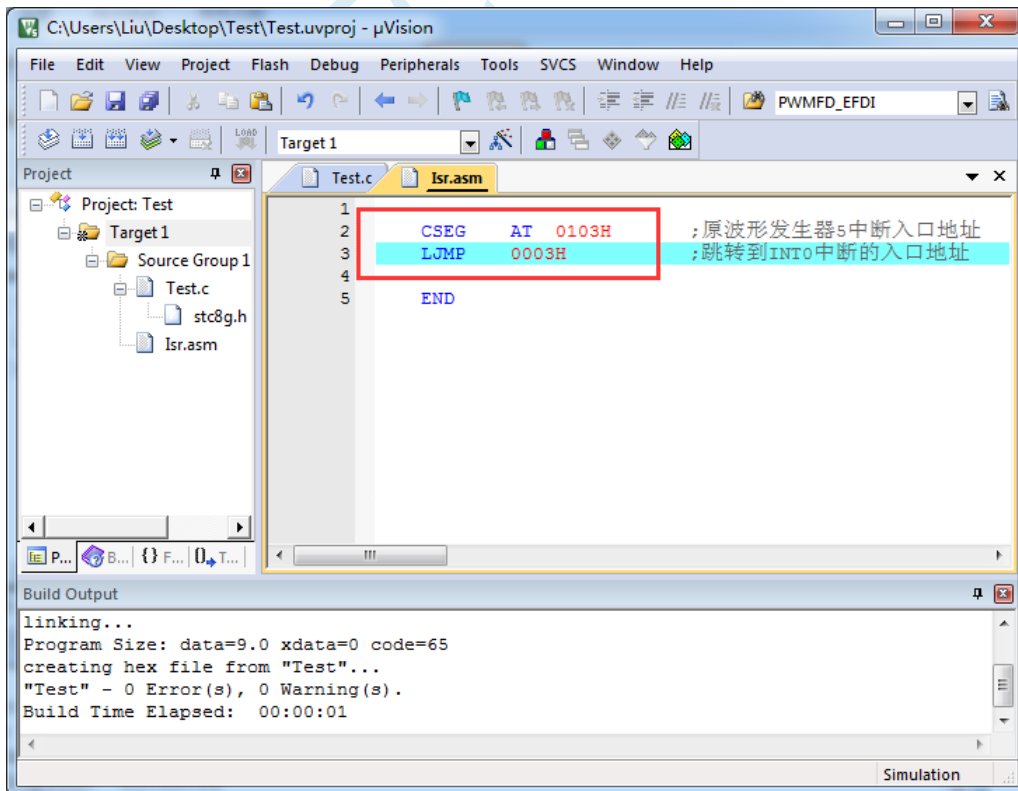 C:\Users\Liu\Desktop\Test\Test.uvproj - µVision
File Edit View Project Flash Debug Peripherals Tools SVCS Window Help
PWMFD_EFDI
LOAD Target 1
Project
Test.c Isr.asm
Project: Test
Target 1
Source Group 1
Test.c
stc8g.h
Isr.asm
1
2 CSEG AT 0103H ;原波形发生器5中断入口地址
3 LJMP 0003H ;跳转到INT0中断的入口地址
4
5 END
P... B... {} F... 0 T...
Build Output
linking...
Program Size: data=9.0 xdata=0 code=65
creating hex file from "Test"...
"Test" - 0 Error(s), 0 Warning(s).
Build Time Elapsed: 00:00:01
Simulation